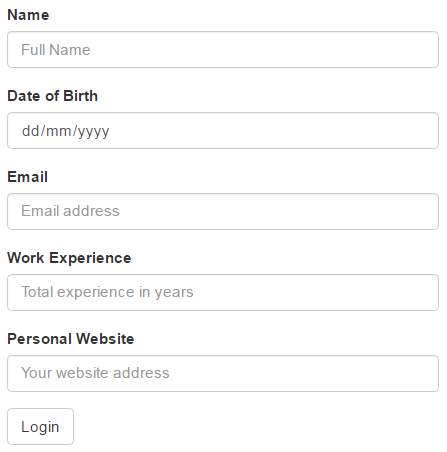 Name
Full Name
Date of Birth
dd/mm/yyyy
Email
Email address
Work Experience
Total experience in years
Personal Website
Your website address
Login